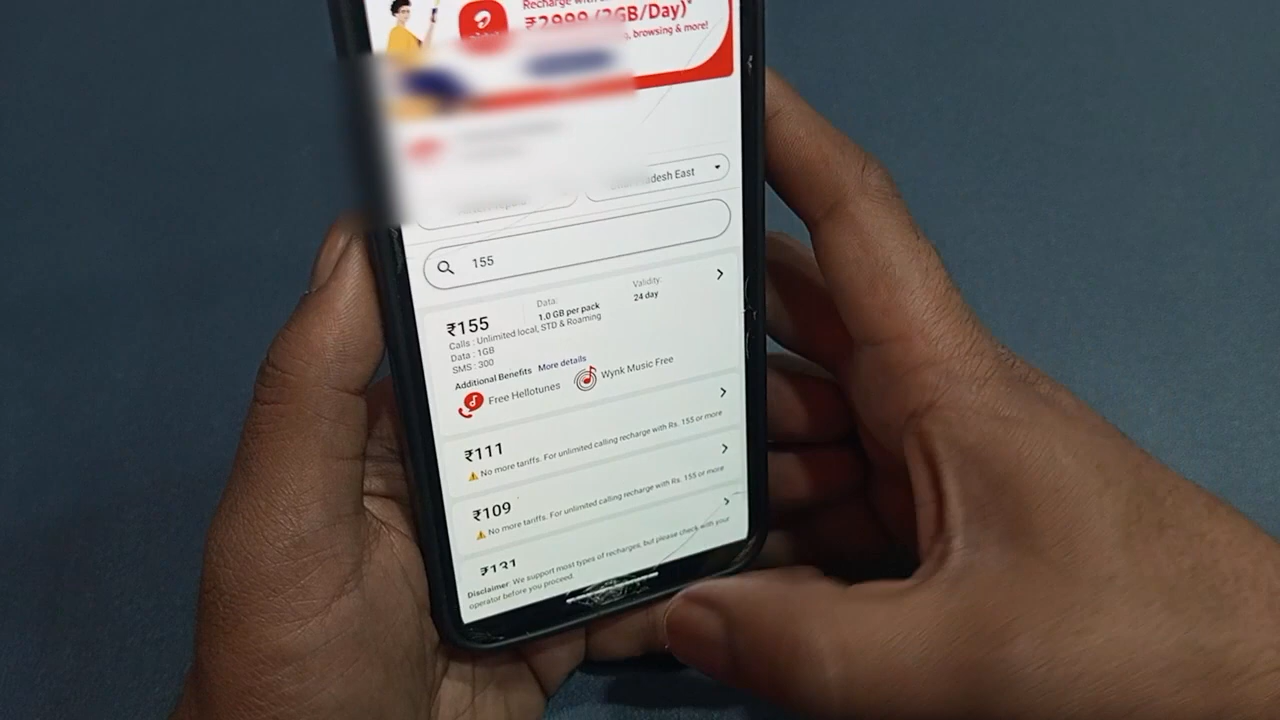 Recharge with
₹2999 (2GB/Day)*
browsing & more!
desh East
155
₹155
Data:
1.0 GB per pack
Validity:
24 day
Calls : Unlimited local, STD & Roaming
Data : 1GB
SMS : 300
Additional Benefits More details
Free Hellotunes
Wynk Music Free
₹111
No more tariffs. For unlimited calling recharge with Rs. 155 or more
₹109
No more tariffs. For unlimited calling recharge with Rs. 155 or more
₹131
Disclaimer: We support most types of recharges, but please check with your
operator before you proceed.